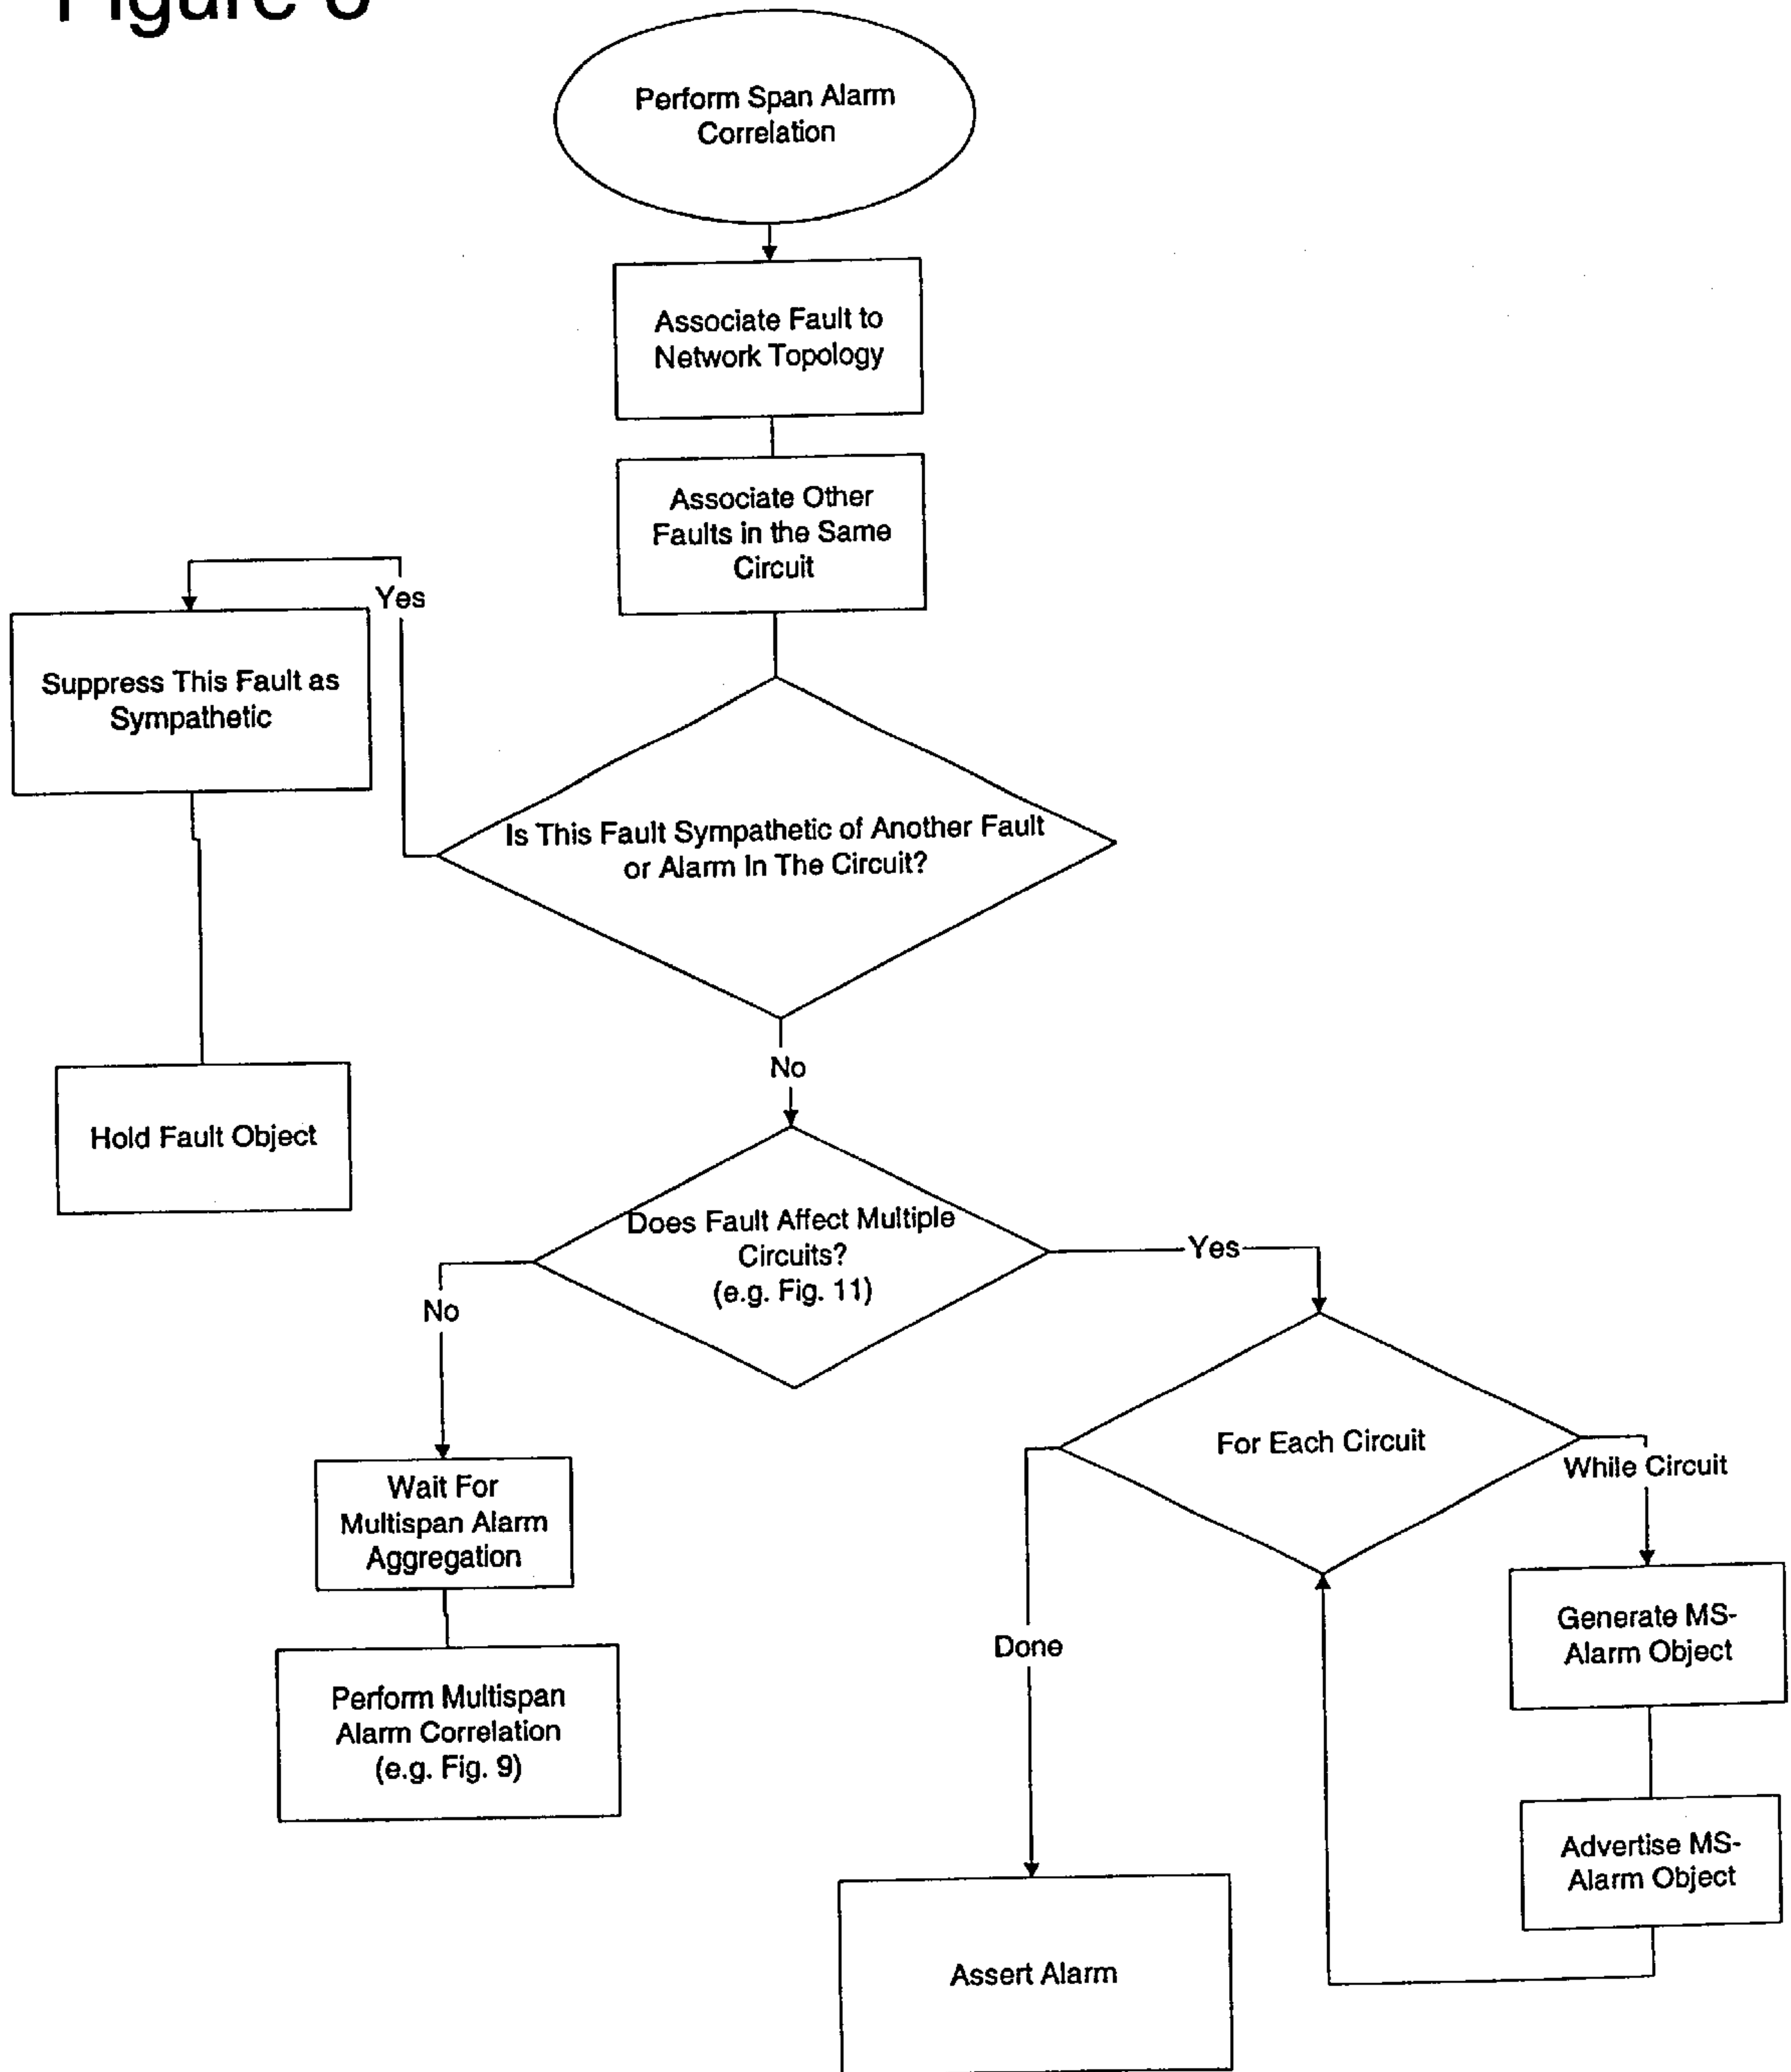 Figure
Perform Span Alarm
Correlation
Associate Fault to
Network Topology
Associate Other
Faults in the Same
Circuit
Yes
Suppress This Fault as
Sympathetic
Is This Fault Sympathetic of Another Fault
or Alarm In The Circuit?
No
Hold Fault Object
Does Fault Affect Multiple
Circuits?
(e.g. Fig. 11)
Yes
No
For Each Circuit
While Circuit
Wait For
Multispan Alarm
Aggregation
Generate MS-
Alarm Object
Done
Perform Multispan
Alarm Correlation
(e.g. Fig. 9)
Advertise MS-
Alarm Object
Assert Alarm